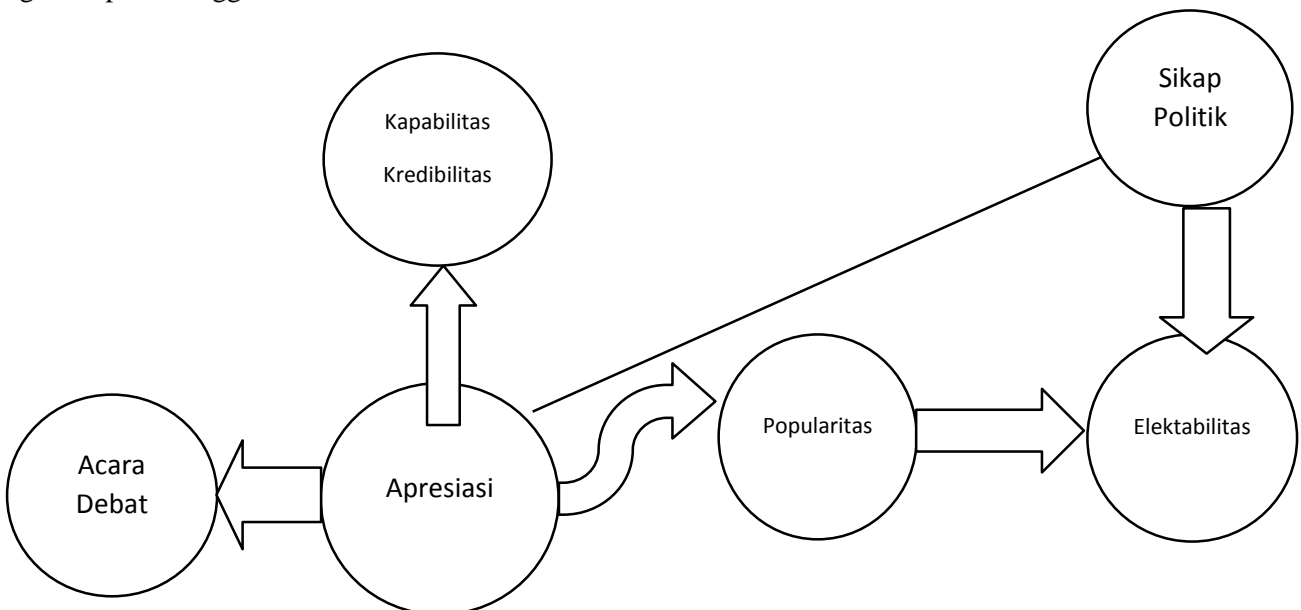 Kapabilitas
Kredibilitas
Sikap
Politik
Popularitas
Elektabilitas
Acara
Debat
Apresiasi